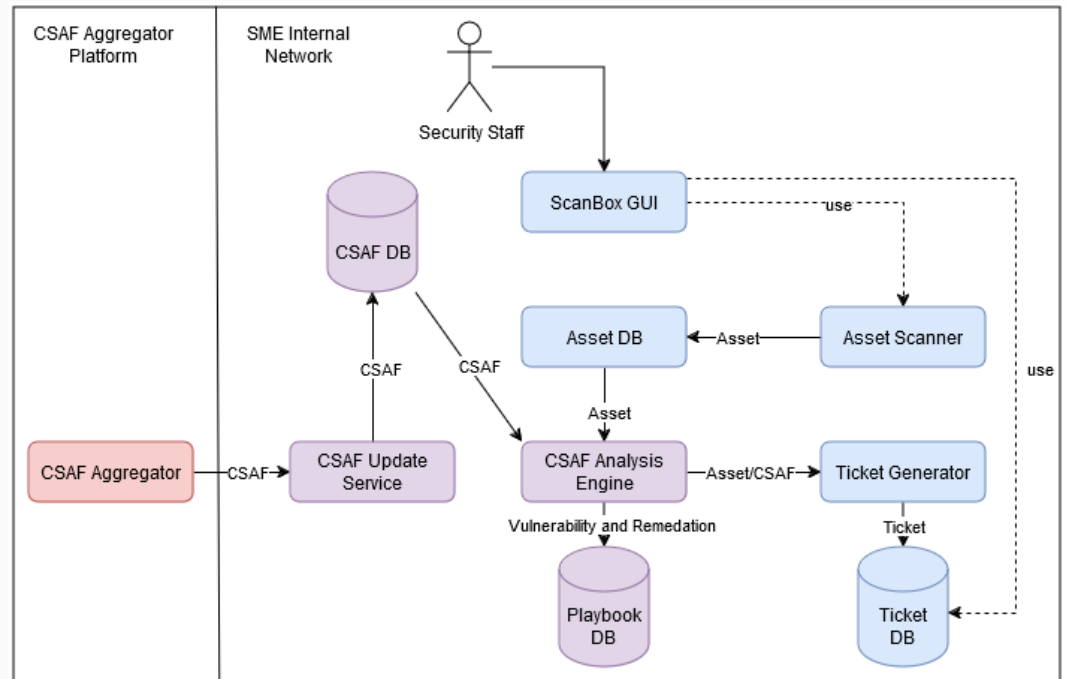 CSAF Aggregator
Platform
SME Internal
Network
Security Staff
ScanBox GUI
use
CSAF DB
Asset DB
Asset
Asset Scanner
CSAF
CSAF
use
Asset
CSAF Aggregator
CSAF
CSAF Update
Service
CSAF Analysis
Engine
Asset/CSAF
Ticket Generator
Vulnerability and Remedation
Ticket
Playbook
DB
Ticket
DB